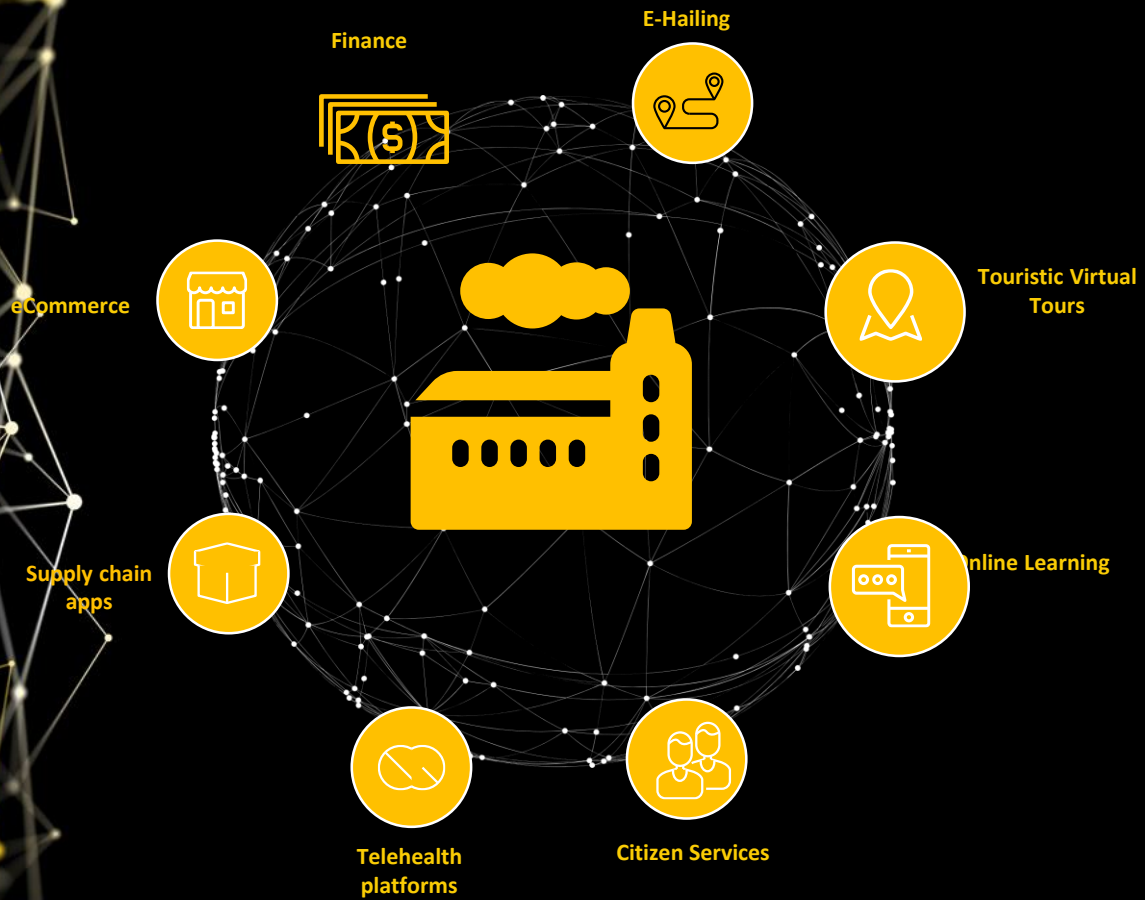 E-Hailing
Finance
Touristic Virtual
Tours
eCommerce
Online Learning
Supply chain
apps
Citizen Services
Telehealth
platforms